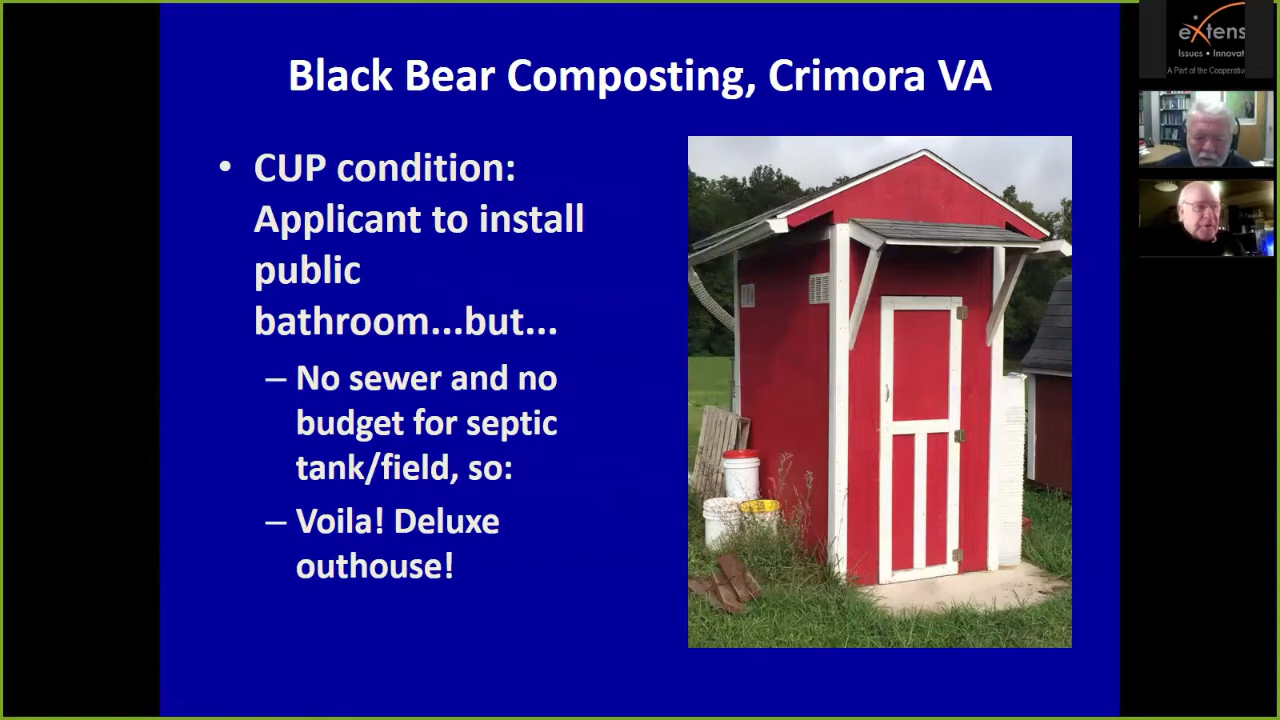 Black Bear Composting, Crimora VA
• CUP condition:
Applicant to install
public
bathroom...but...
– No sewer and no
budget for septic
tank/field, so:
– Voila! Deluxe
outhouse!
eXtens
Issues • Innovat
A Part of the Cooperativ